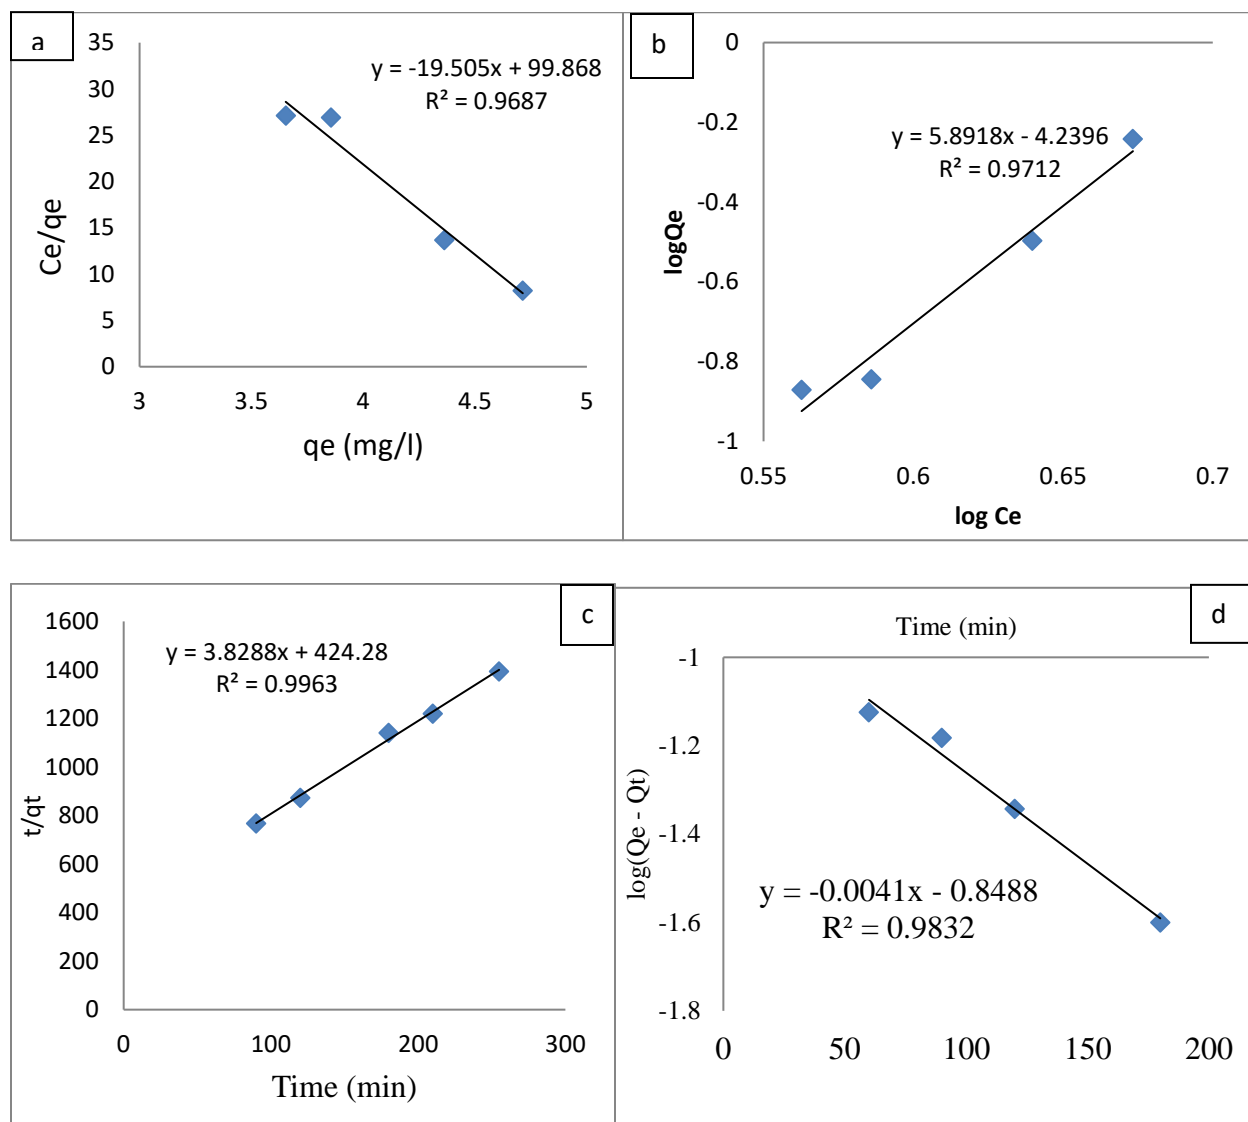 a
35
30
25
20
15
10
5
0
Ce/qe
y = -19.505x + 99.868
R² = 0.9687
3 3.5 4 4.5 5
qe (mg/l)
b
0
-0.2
-0.4
-0.6
-0.8
-1
logQe
y = 5.8918x - 4.2396
R² = 0.9712
0.55 0.6 0.65 0.7
log Ce
c
1600
1400
1200
1000
800
600
400
200
0
t/qt
y = 3.8288x + 424.28
R² = 0.9963
0 100 200 300
Time (min)
d
Time (min)
-1
-1.2
-1.4
-1.6
-1.8
log(Qe - Qt)
y = -0.0041x - 0.8488
R² = 0.9832
0 50 100 150 200